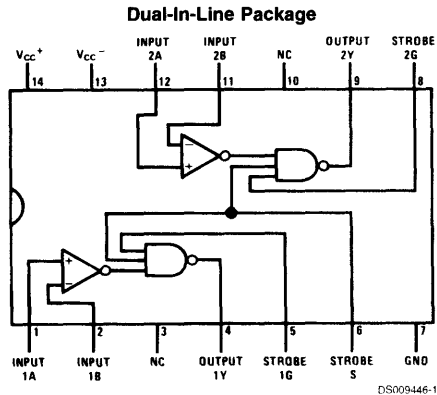 Dual-In-Line Package
VCC+ VCC− INPUT 2A INPUT 2B NC OUTPUT 2Y STROBE 2G
14 13 12 11 10 9 8
−
+
+
−
1 2 3 4 5 6 7
INPUT 1A INPUT 1B NC OUTPUT 1Y STROBE 1G STROBE S GND
DS009446-1